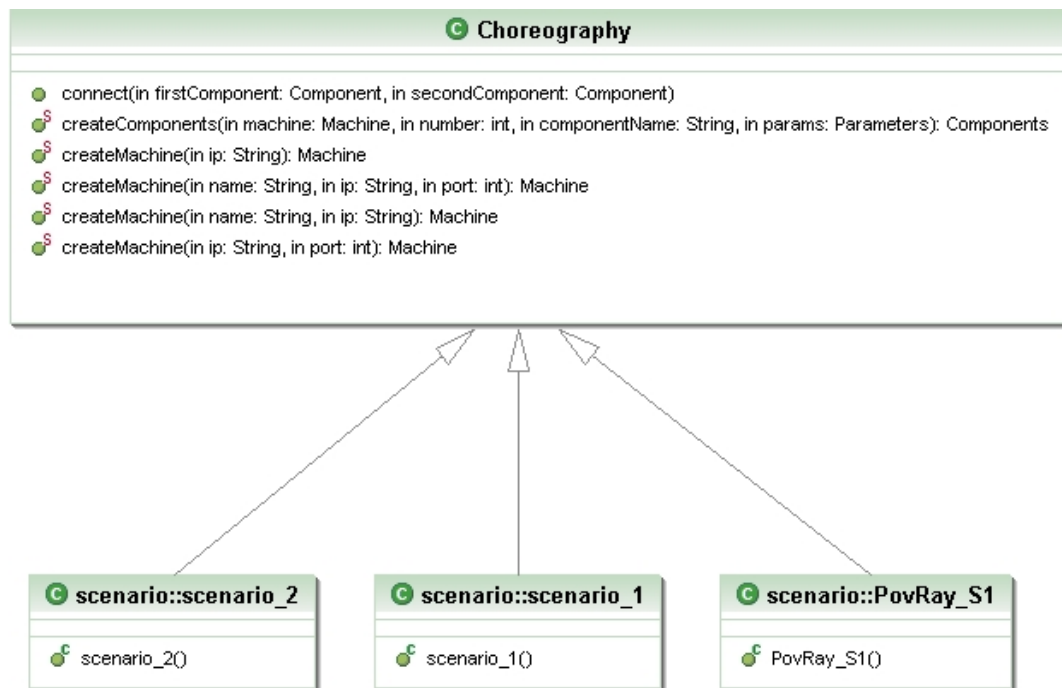 Choreography
connect(in firstComponent: Component, in secondComponent: Component)
createComponents(in machine: Machine, in number: int, in componentName: String, in params: Parameters): Components
createMachine(in ip: String): Machine
createMachine(in name: String, in ip: String, in port: int): Machine
createMachine(in name: String, in ip: String): Machine
createMachine(in ip: String, in port: int): Machine
scenario::scenario_2
scenario_2()
scenario::scenario_1
scenario_1()
scenario::PovRay_S1
PovRay_S1()